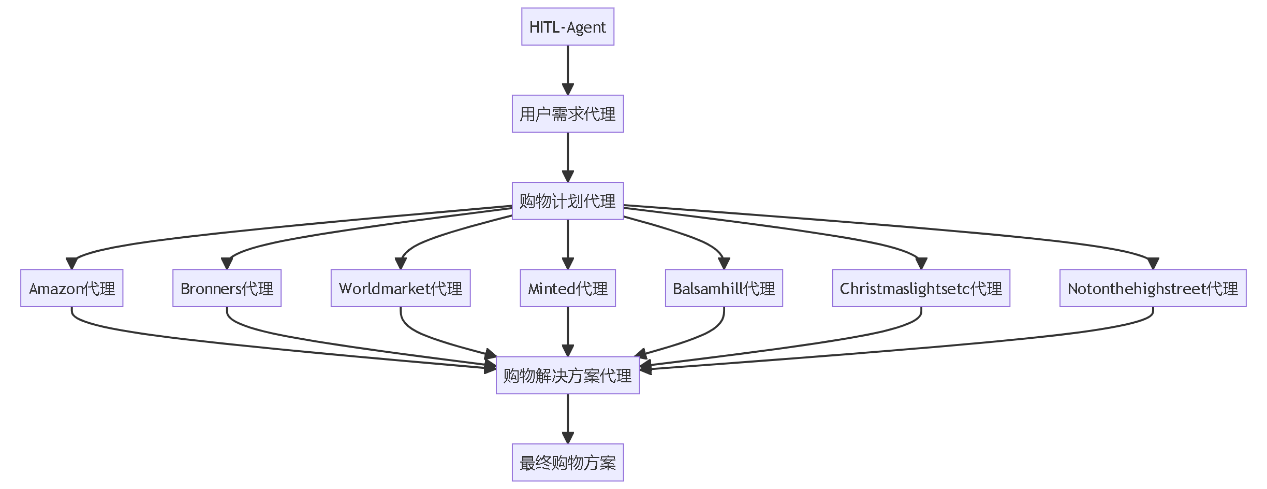 HITL-Agent
用户需求代理
购物计划代理
Amazon代理
Bronners代理
Worldmarket代理
Minted代理
Balsamhill代理
Christmaslightsetc代理
Notonthehighstreet代理
购物解决方案代理
最终购物方案